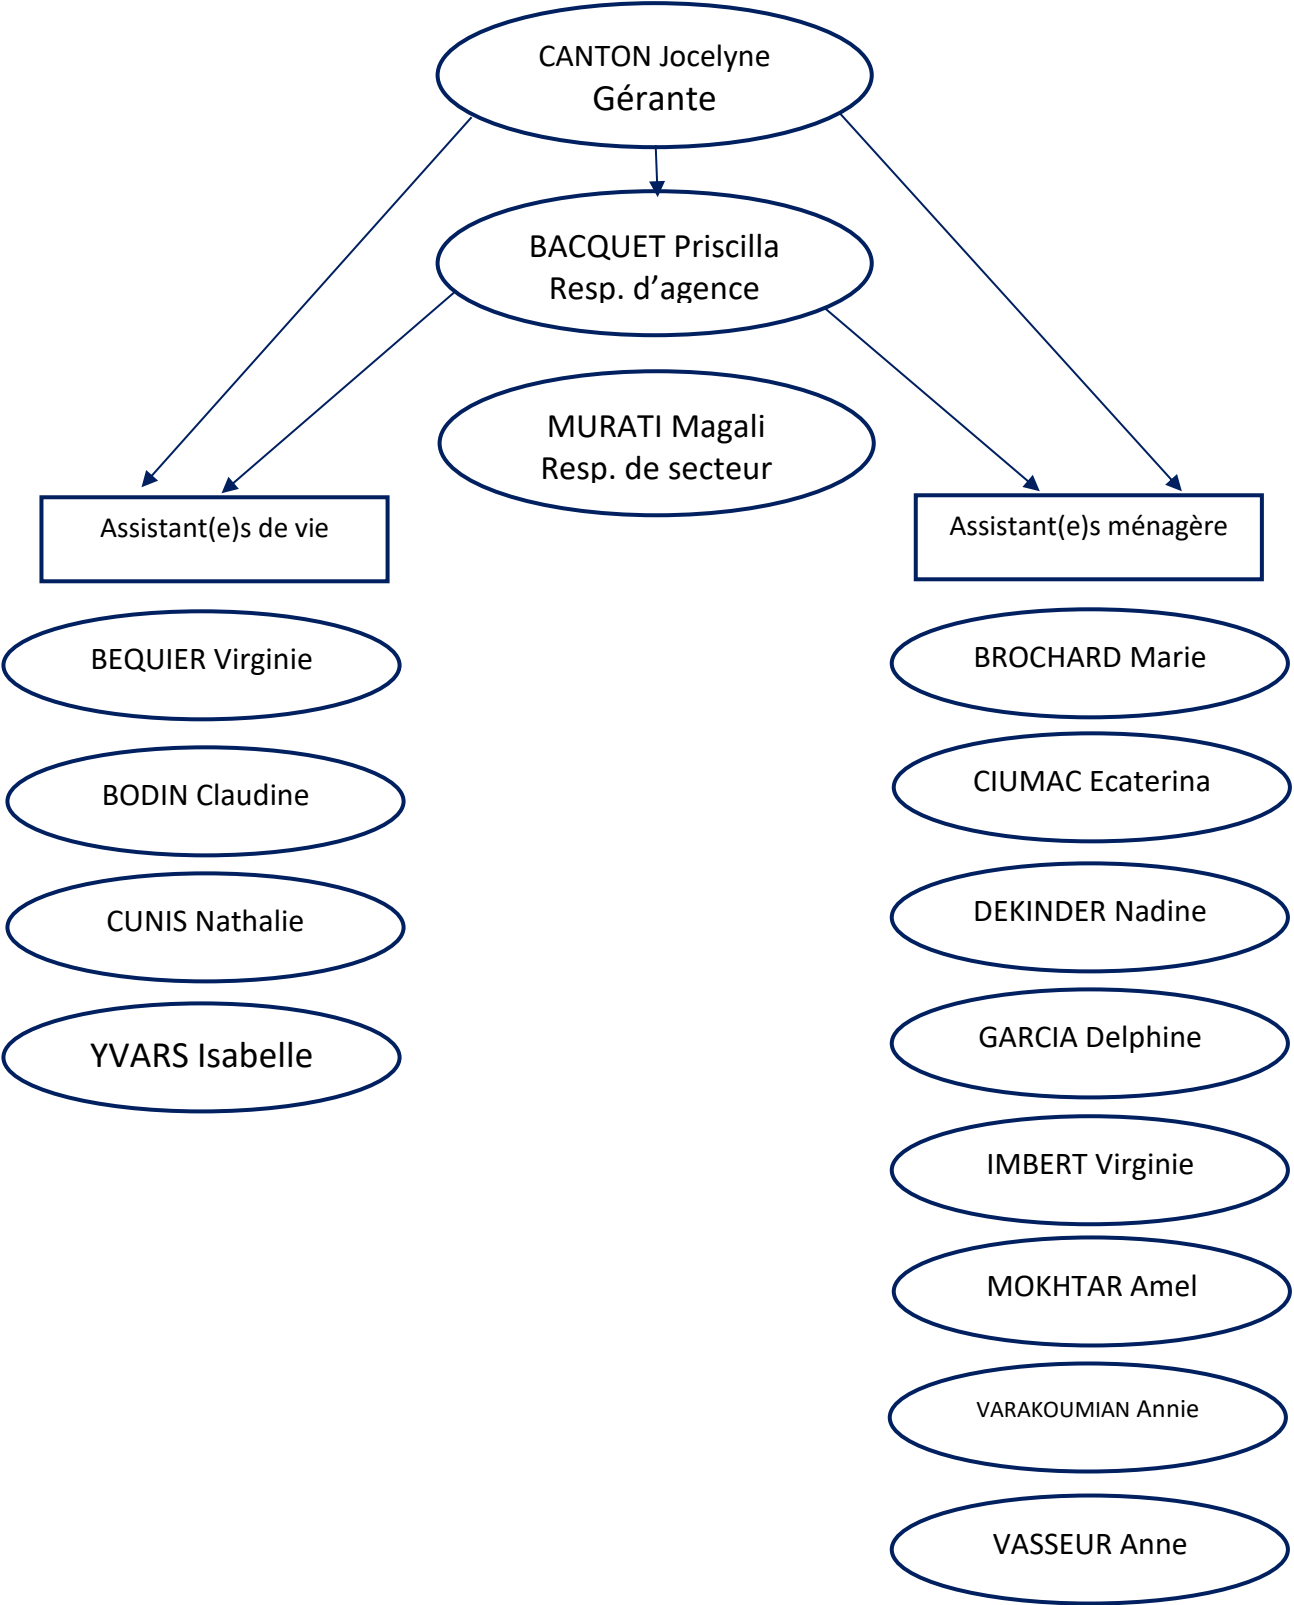 CANTON Jocelyne
Gérante
BACQUET Priscilla
Resp. d’agence
MURATI Magali
Resp. de secteur
Assistant(e)s de vie
BEQUIER Virginie
BODIN Claudine
CUNIS Nathalie
YVARS Isabelle
Assistant(e)s ménagère
BROCHARD Marie
CIUMAC Ecaterina
DEKINDER Nadine
GARCIA Delphine
IMBERT Virginie
MOKHTAR Amel
VARAKOUMIAN Annie
VASSEUR Anne